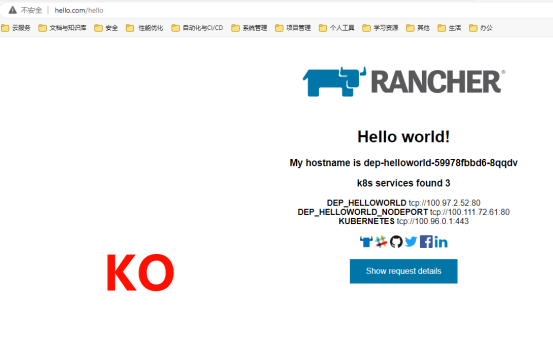 不安全 | hello.com/hello
云服务 文档与知识库 安全 性能优化 自动化与CI/CD 系统管理 项目管理 个人工具 学习资源 其他 生活 办公
RANCHER®
Hello world!
My hostname is dep-helloworld-59978fbbd6-8qqdv
k8s services found 3
DEP_HELLOWORLD tcp://100.97.2.52:80
DEP_HELLOWORLD_NODEPORT tcp://100.111.72.61:80
KUBERNETES tcp://100.96.0.1:443
Show request details
KO